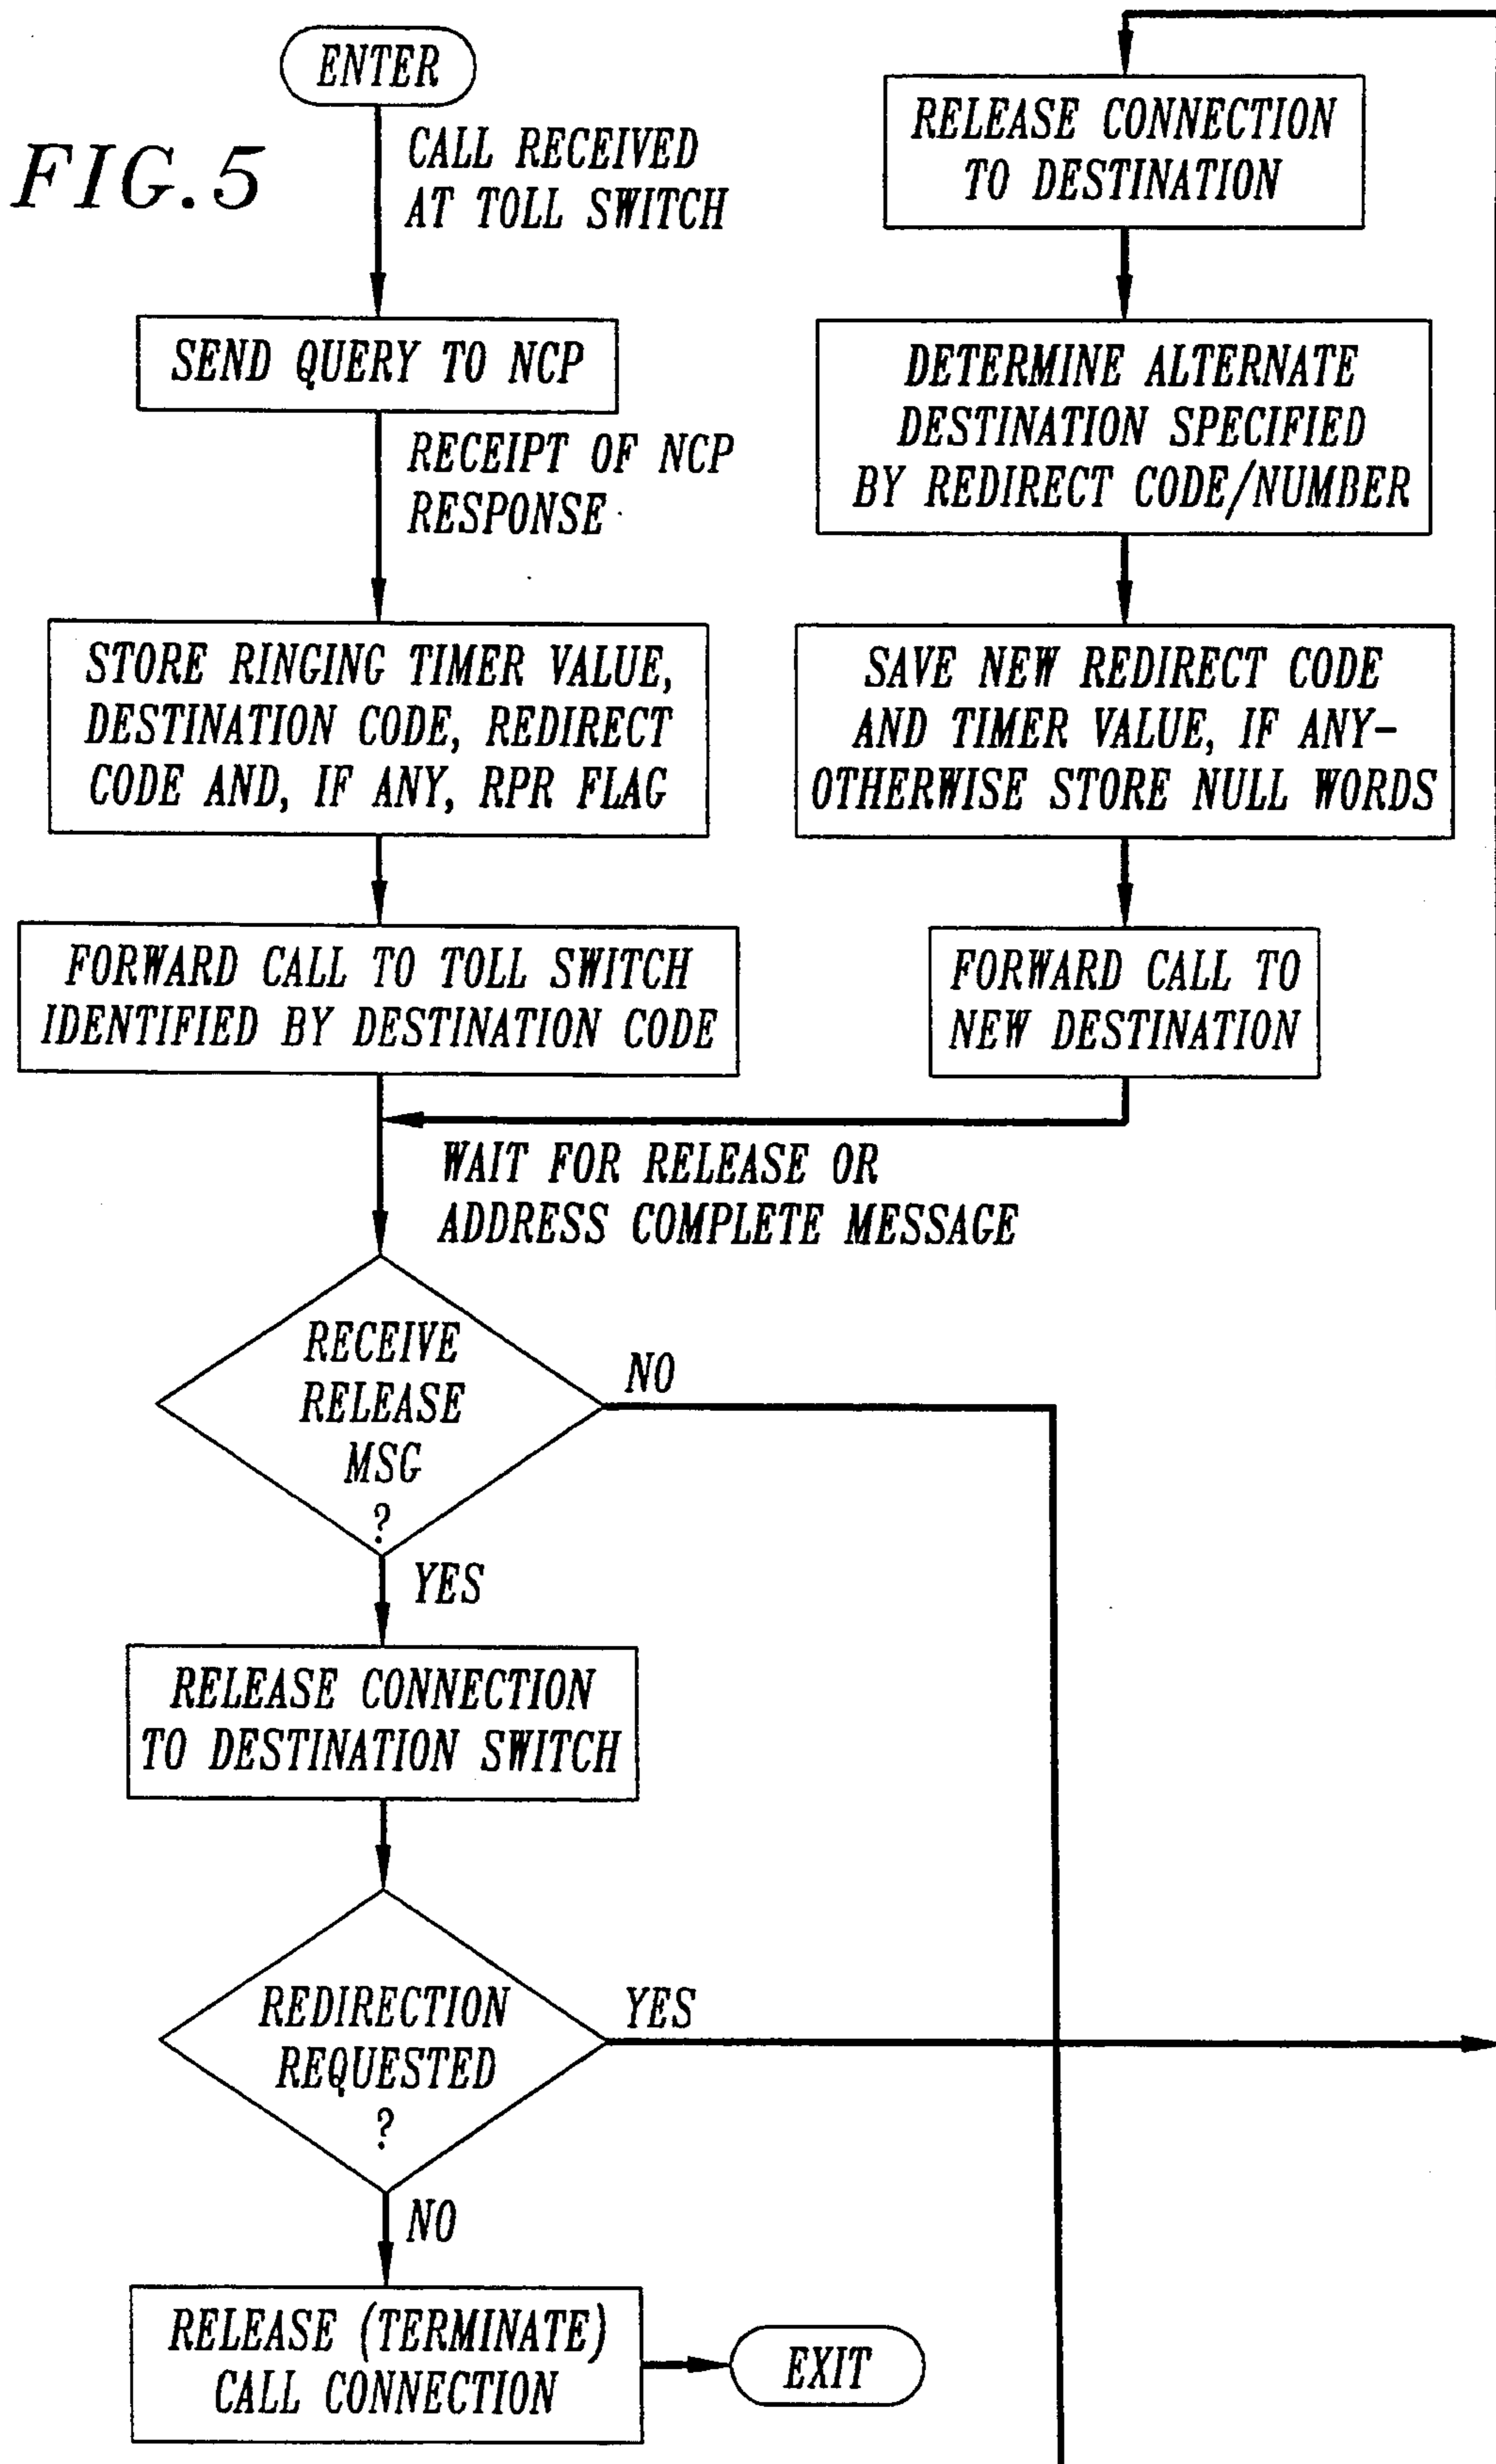 FIG.5
ENTER
CALL RECEIVED
AT TOLL SWITCH
SEND QUERY TO NCP
RECEIPT OF NCP
RESPONSE
STORE RINGING TIMER VALUE,
DESTINATION CODE, REDIRECT
CODE AND, IF ANY, RPR FLAG
FORWARD CALL TO TOLL SWITCH
IDENTIFIED BY DESTINATION CODE
RELEASE CONNECTION
TO DESTINATION
DETERMINE ALTERNATE
DESTINATION SPECIFIED
BY REDIRECT CODE/NUMBER
SAVE NEW REDIRECT CODE
AND TIMER VALUE, IF ANY-
OTHERWISE STORE NULL WORDS
FORWARD CALL TO
NEW DESTINATION
WAIT FOR RELEASE OR
ADDRESS COMPLETE MESSAGE
RECEIVE
RELEASE
MSG
?
NO
YES
RELEASE CONNECTION
TO DESTINATION SWITCH
REDIRECTION
REQUESTED
?
YES
NO
RELEASE (TERMINATE)
CALL CONNECTION
EXIT